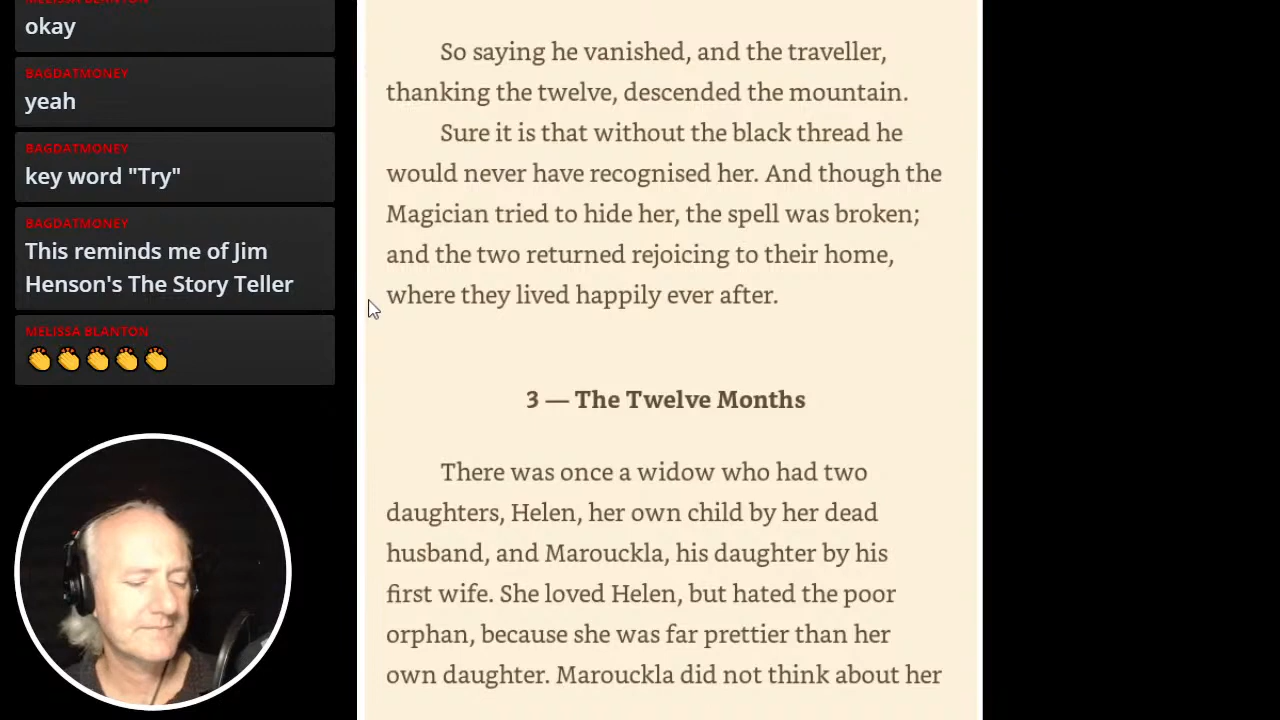 MELISSA BLANTON
okay
BAGDATMONEY
yeah
BAGDATMONEY
key word "Try"
BAGDATMONEY
This reminds me of Jim
Henson's The Story Teller
MELISSA BLANTON
👏👏👏👏👏
So saying he vanished, and the traveller,
thanking the twelve, descended the mountain.
Sure it is that without the black thread he
would never have recognised her. And though the
Magician tried to hide her, the spell was broken;
and the two returned rejoicing to their home,
where they lived happily ever after.
3 — The Twelve Months
There was once a widow who had two
daughters, Helen, her own child by her dead
husband, and Marouckla, his daughter by his
first wife. She loved Helen, but hated the poor
orphan, because she was far prettier than her
own daughter. Marouckla did not think about her